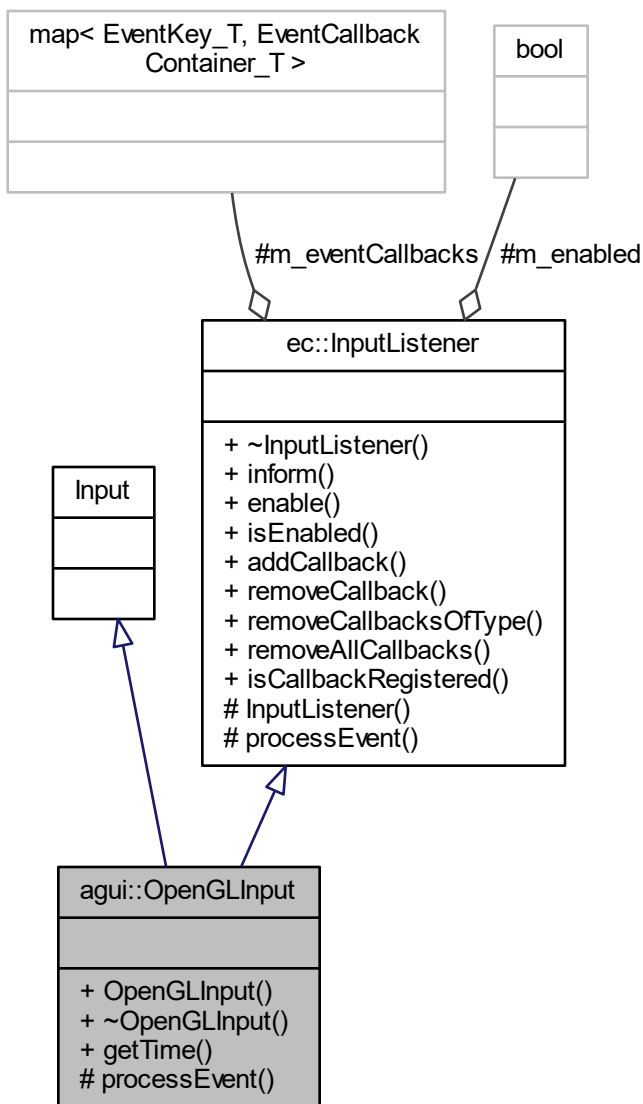 map< EventKey_T, EventCallback
Container_T >
bool
#m_eventCallbacks
#m_enabled
ec::InputListener
+ ~InputListener()
+ inform()
+ enable()
+ isEnabled()
+ addCallback()
+ removeCallback()
+ removeCallbacksOfType()
+ removeAllCallbacks()
+ isCallbackRegistered()
# InputListener()
# processEvent()
Input
agui::OpenGLInput
+ OpenGLInput()
+ ~OpenGLInput()
+ getTime()
# processEvent()